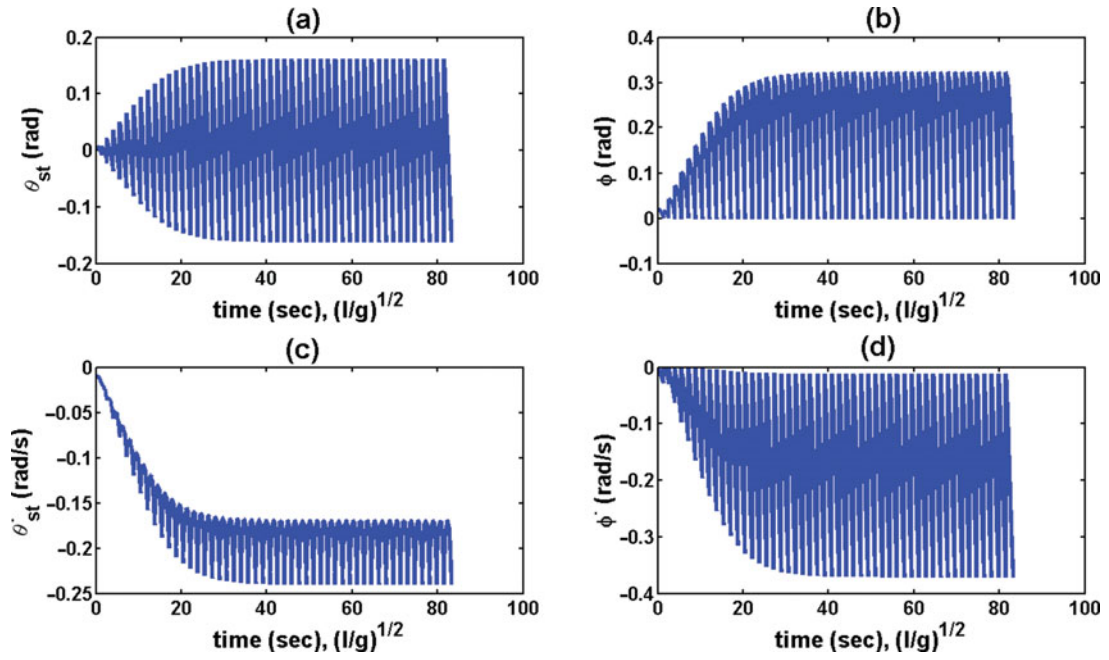 (a)
0.2
0.1
0
−0.1
−0.2
θst (rad)
0 20 40 60 80 100
time (sec), (l/g)^1/2
(b)
0.4
0.3
0.2
0.1
0
−0.1
ϕ (rad)
0 20 40 60 80 100
time (sec), (l/g)^1/2
(c)
0
−0.05
−0.1
−0.15
−0.2
−0.25
θ˙st (rad/s)
0 20 40 60 80 100
time (sec), (l/g)^1/2
(d)
0
−0.1
−0.2
−0.3
−0.4
ϕ˙ (rad/s)
0 20 40 60 80 100
time (sec), (l/g)^1/2